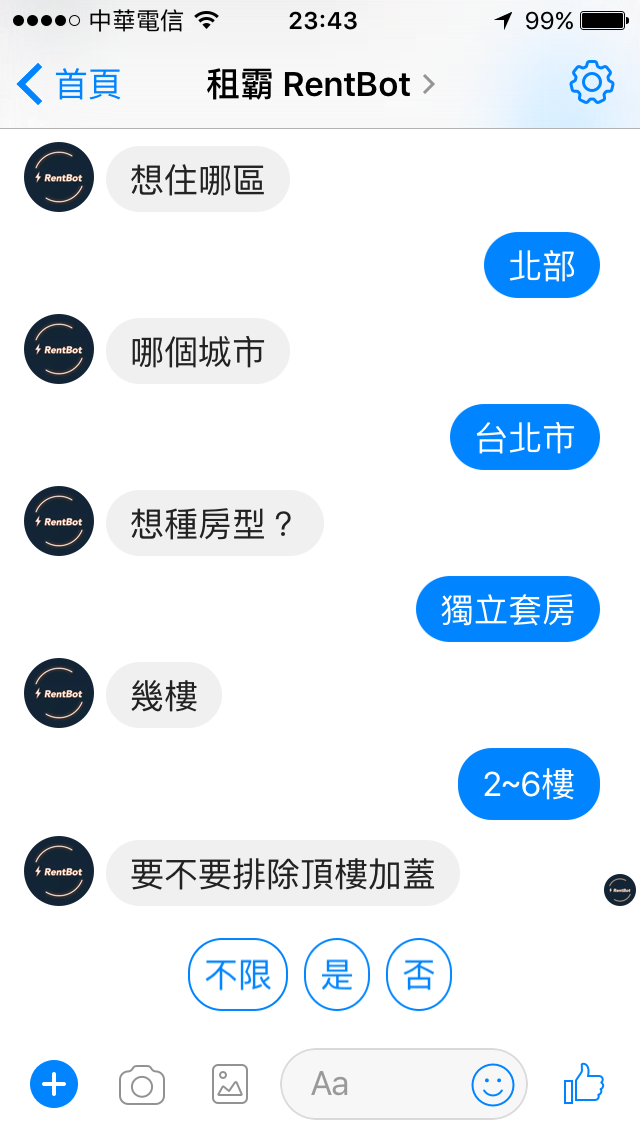 中華電信 23:43 99%
首頁 租霸 RentBot
RentBot 想住哪區
北部
RentBot 哪個城市
台北市
RentBot 想種房型？
獨立套房
RentBot 幾樓
2~6樓
RentBot 要不要排除頂樓加蓋
RentBot
不限 是 否
Aa